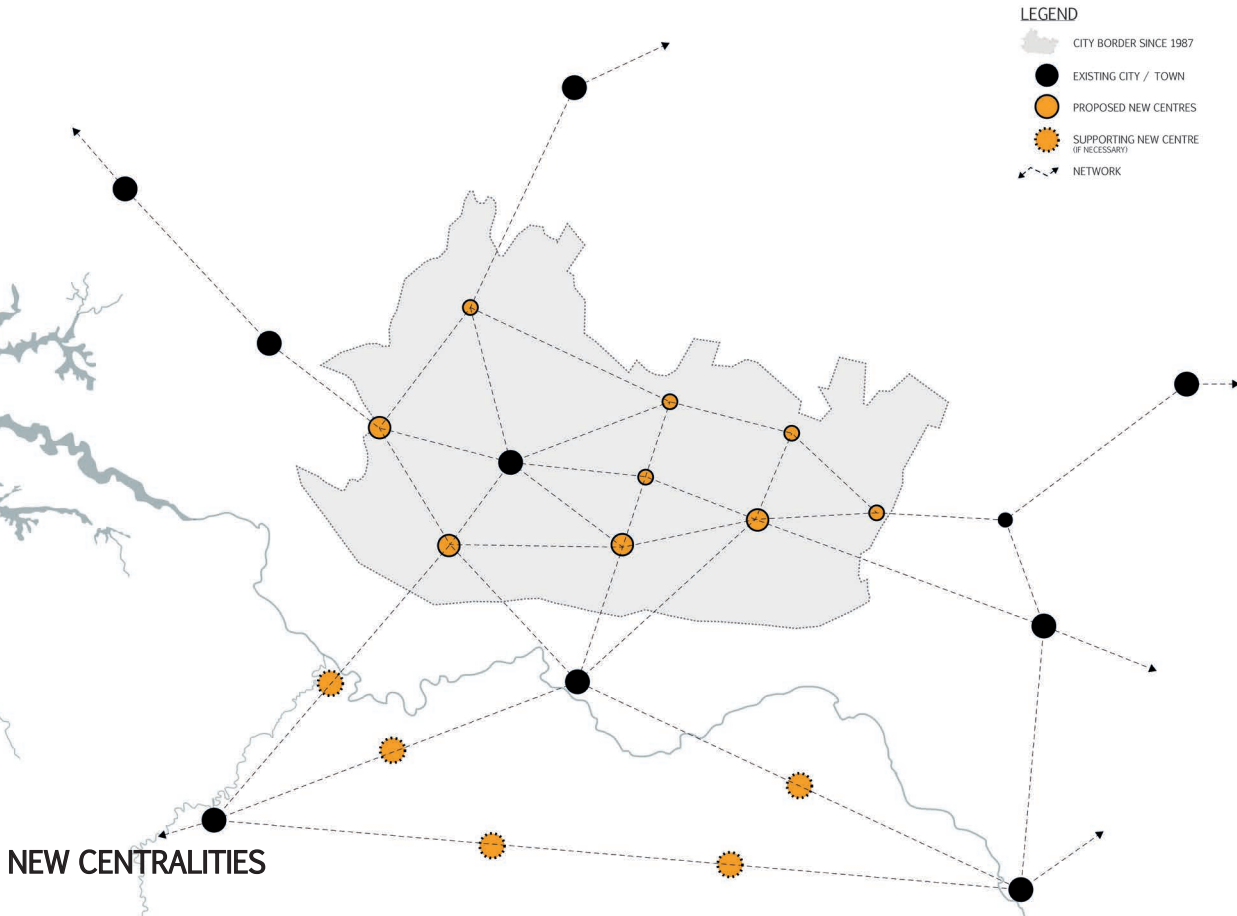 LEGEND
CITY BORDER SINCE 1987
EXISTING CITY / TOWN
PROPOSED NEW CENTRES
SUPPORTING NEW CENTRE
(IF NECESSARY)
NETWORK
NEW CENTRALITIES